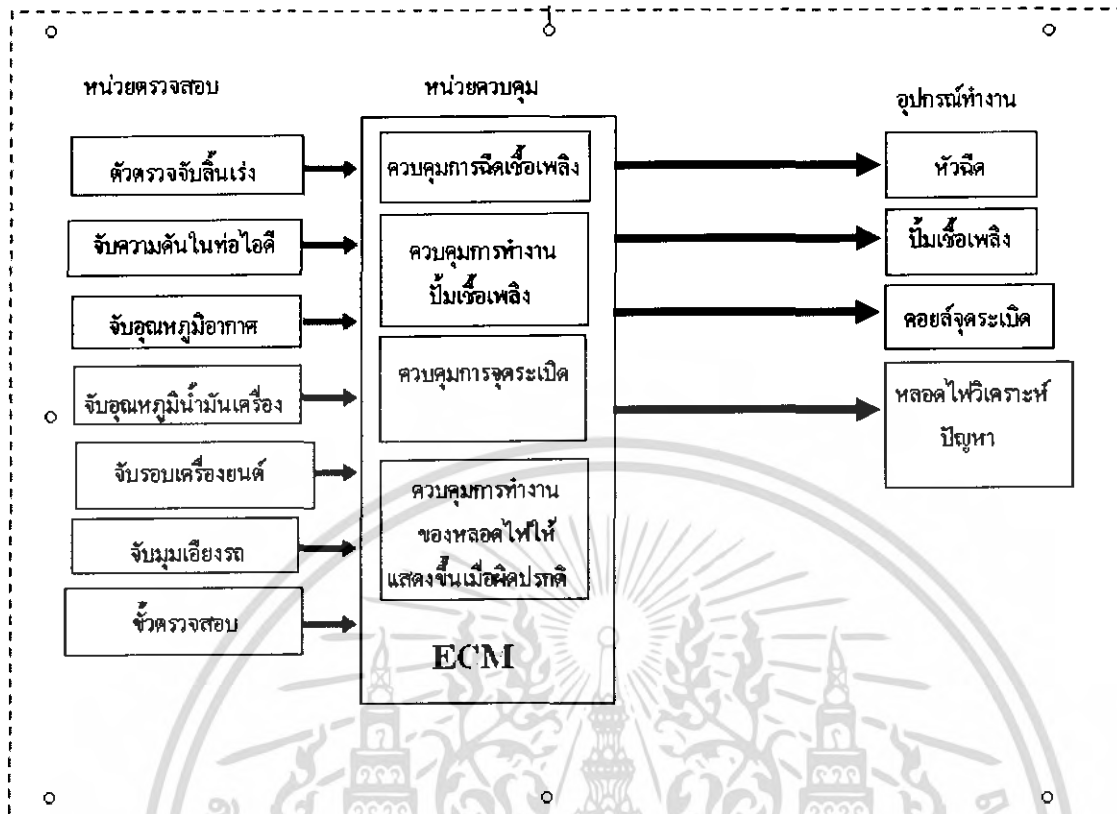 หน่วยตรวจสอบ
ตัวตรวจจับลิ้นเร่ง
จับความดันในท่อไอดี
จับอุณหภูมิอากาศ
จับอุณหภูมิน้ำมันเครื่อง
จับรอบเครื่องยนต์
จับมุมเอียงรถ
ขั้วตรวจสอบ
หน่วยควบคุม
ควบคุมการฉีดเชื้อเพลิง
ควบคุมการทำงาน
ปั้มเชื้อเพลิง
ควบคุมการจุดระเบิด
ควบคุมการทำงาน
ของหลอดไฟให้
แสดงขึ้นเมื่อผิดปรกติ
ECM
อุปกรณ์ทำงาน
หัวฉีด
ปั้มเชื้อเพลิง
คอยล์จุดระเบิด
หลอดไฟวิเคราะห์
ปัญหา